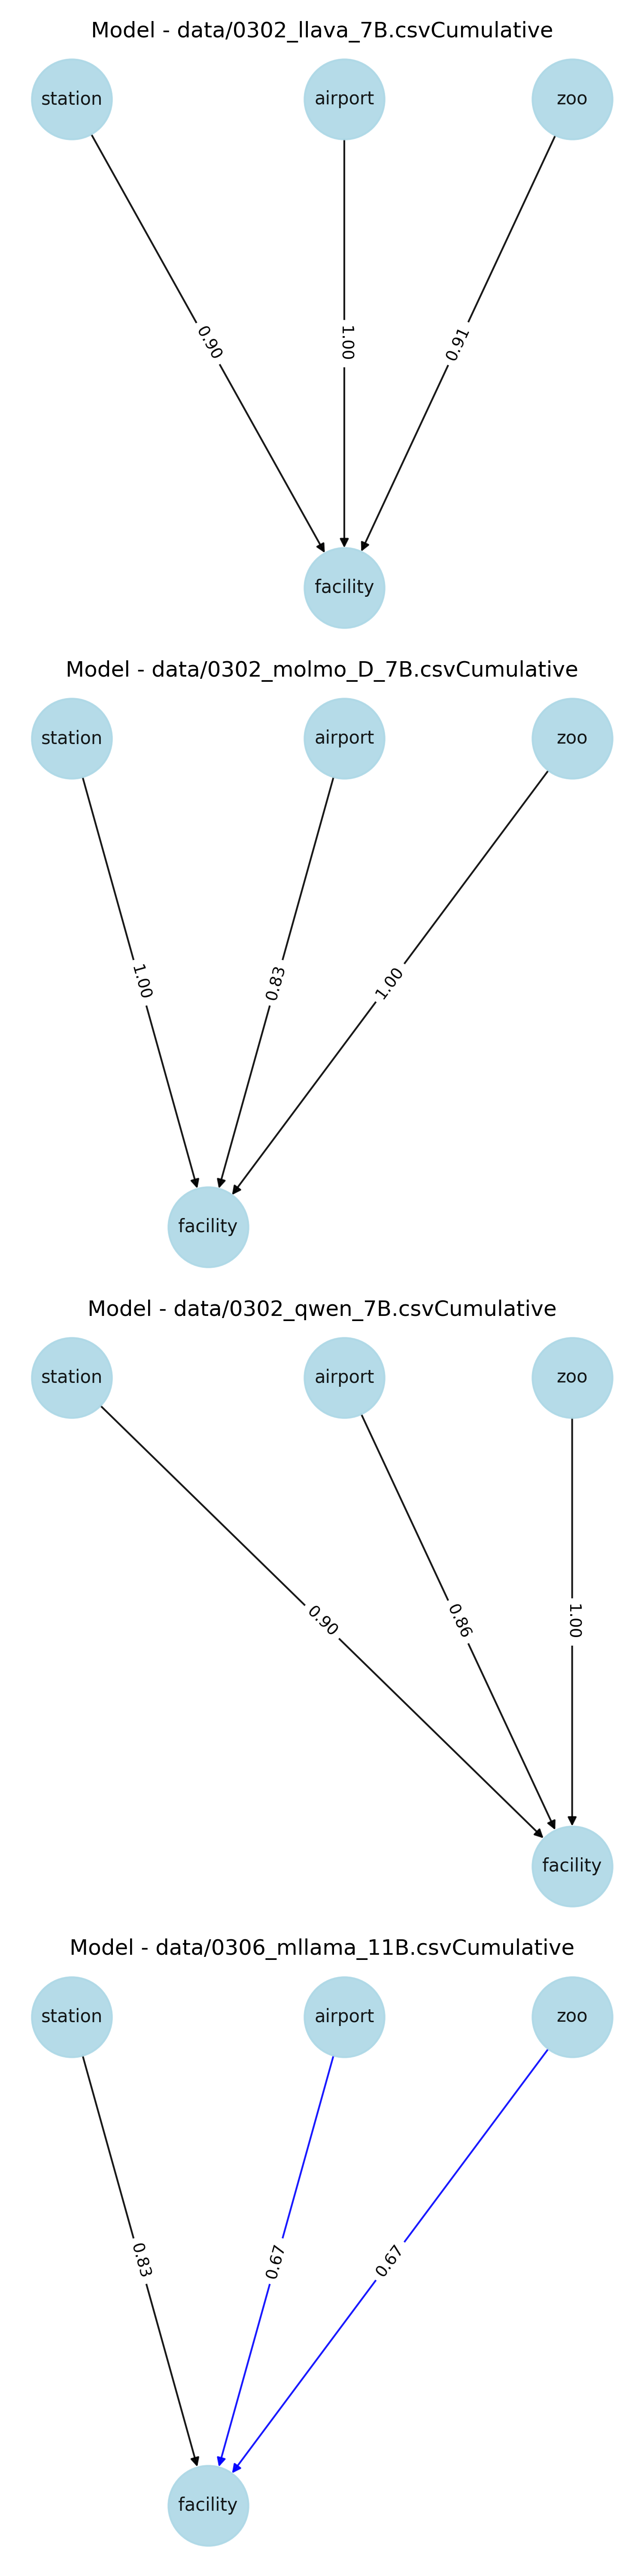 Model - data/0302_llava_7B.csvCumulative
station airport zoo
0.90 1.00 0.91
facility
Model - data/0302_molmo_D_7B.csvCumulative
station airport zoo
1.00 0.83 1.00
facility
Model - data/0302_qwen_7B.csvCumulative
station airport zoo
0.90 0.86 1.00
facility
Model - data/0306_mllama_11B.csvCumulative
station airport zoo
0.83 0.67 0.67
facility